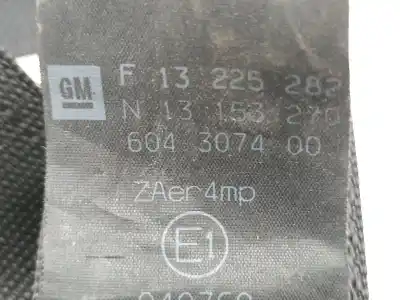 GM F 13 225 282
N 13 153 270
604 3074 00
ZAer4mp
E1